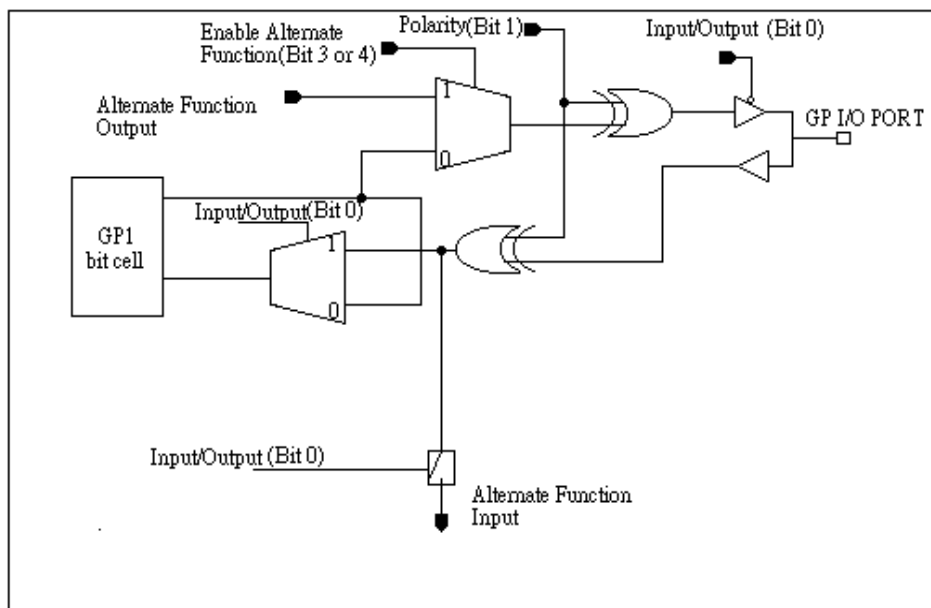 Enable Alternate
Function(Bit 3 or 4)
Polarity(Bit 1)
Input/Output (Bit 0)
Alternate Function
Output
1
0
GP I/O PORT
GP1
bit cell
Input/Output(Bit 0)
1
0
Input/Output (Bit 0)
Alternate Function
Input